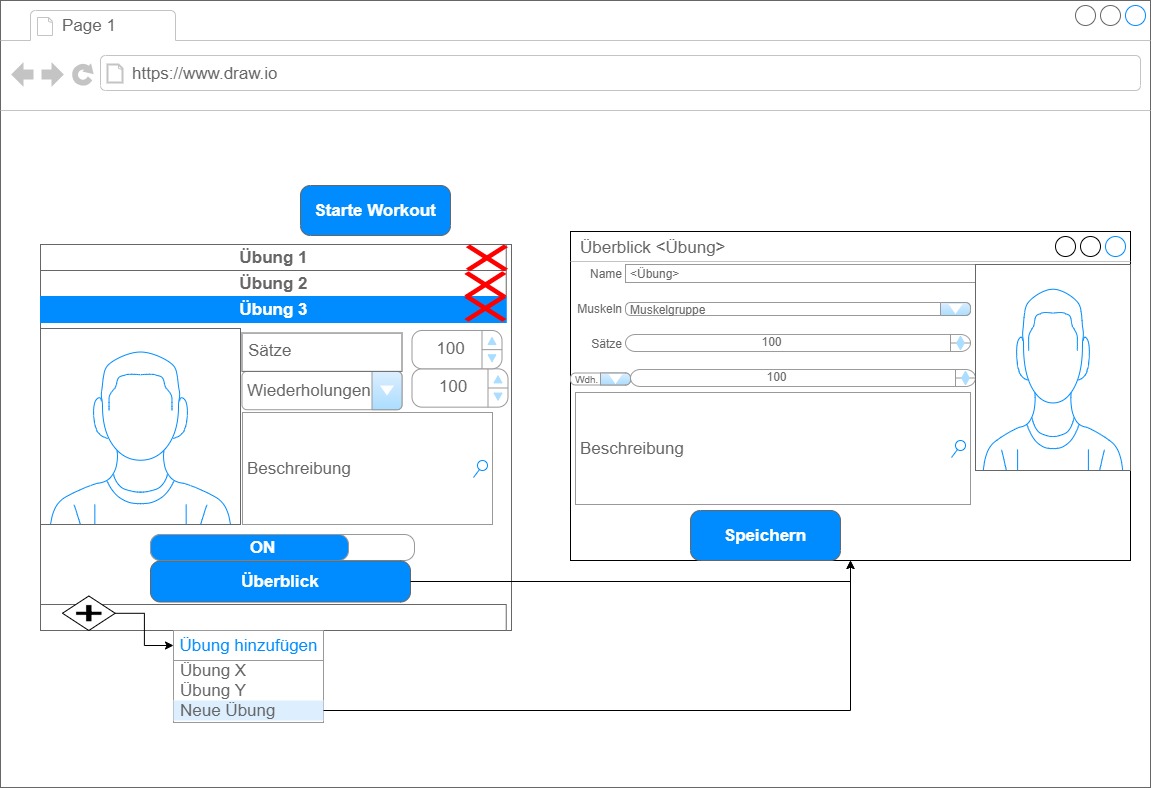 Page 1
https://www.draw.io
Starte Workout
Übung 1
Übung 2
Übung 3
Sätze
100
Wiederholungen
100
Beschreibung
ON
Überblick
Übung hinzufügen
Übung X
Übung Y
Neue Übung
Überblick <Übung>
Name <Übung>
Muskeln Muskelgruppe
Sätze 100
Wdh. 100
Beschreibung
Speichern